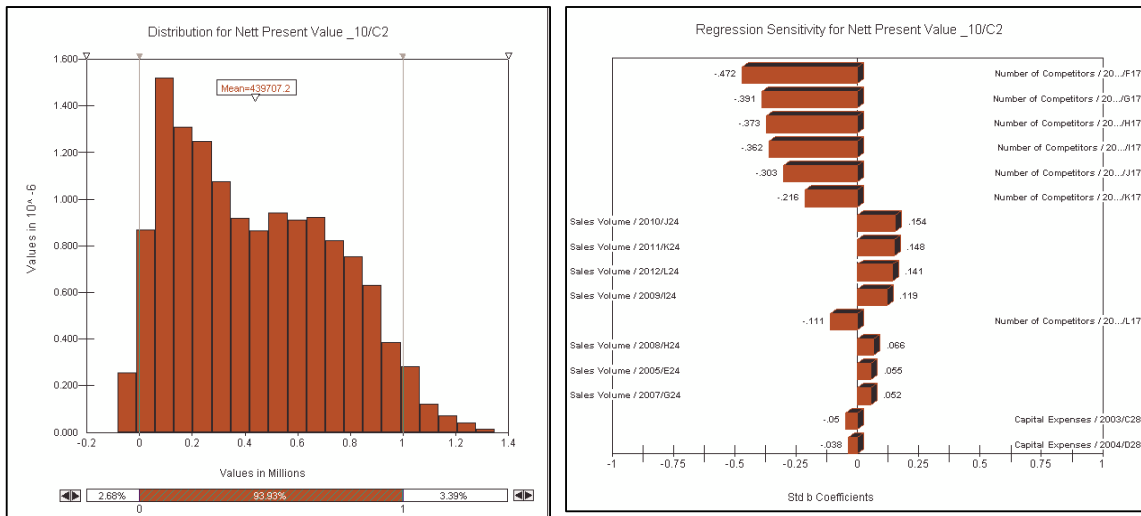 Distribution for Nett Present Value _10/C2
Mean=439707.2
Values in 10^ -6
1.600
1.400
1.200
1.000
0.800
0.600
0.400
0.200
0.000
-0.2
0
0.2
0.4
0.6
0.8
1
1.2
1.4
Values in Millions
2.68%
93.93%
3.39%
0
1
Regression Sensitivity for Nett Present Value _10/C2
-.472 Number of Competitors / 20.../F17
-.391 Number of Competitors / 20.../G17
-.373 Number of Competitors / 20.../H17
-.362 Number of Competitors / 20.../I17
-.303 Number of Competitors / 20.../J17
-.216 Number of Competitors / 20.../K17
Sales Volume / 2010/J24 .154
Sales Volume / 2011/K24 .148
Sales Volume / 2012/L24 .141
Sales Volume / 2009/I24 .119
-.111 Number of Competitors / 20.../L17
Sales Volume / 2008/H24 .066
Sales Volume / 2005/E24 .055
Sales Volume / 2007/G24 .052
-.05 Capital Expenses / 2003/C28
-.038 Capital Expenses / 2004/D28
-1
-0.75
-0.5
-0.25
0
0.25
0.5
0.75
1
Std b Coefficients